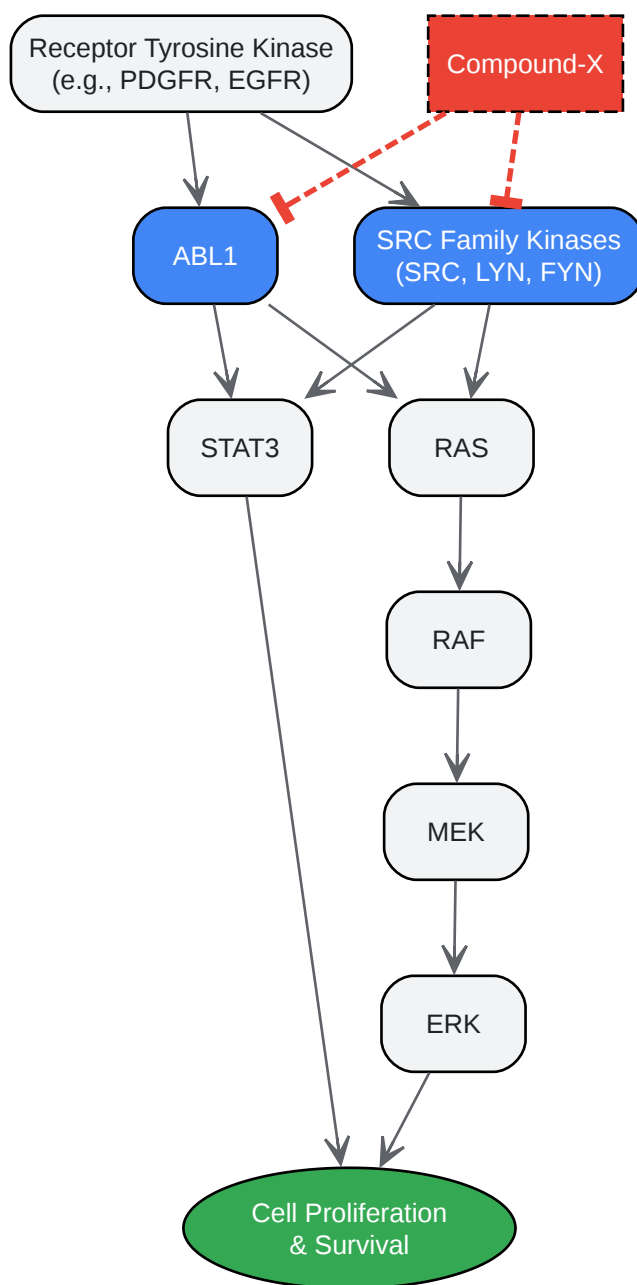 Receptor Tyrosine Kinase
(e.g., PDGFR, EGFR)
Compound-X
ABL1
SRC Family Kinases
(SRC, LYN, FYN)
STAT3
RAS
RAF
MEK
ERK
Cell Proliferation
& Survival